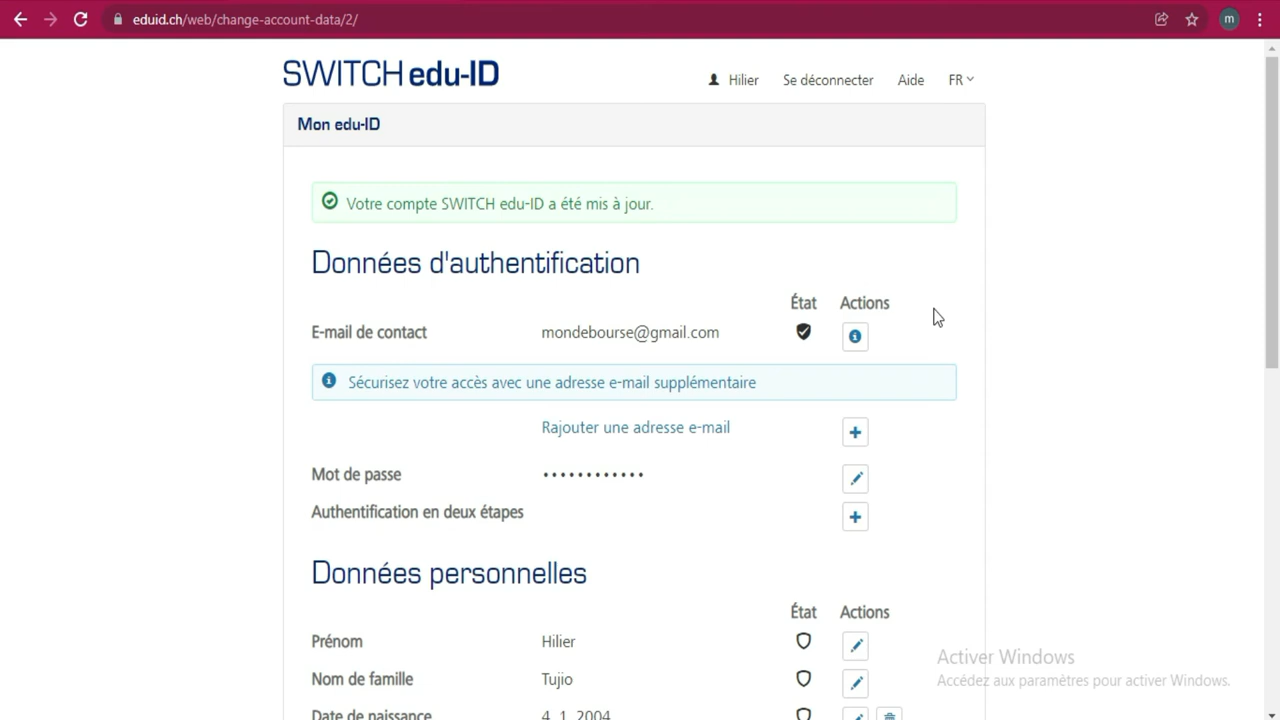 eduid.ch/web/change-account-data/2/
m
SWITCH edu-ID
Hilier Se déconnecter Aide FR
Mon edu-ID
Votre compte SWITCH edu-ID a été mis à jour.
Données d'authentification
État Actions
E-mail de contact mondebourse@gmail.com
Sécurisez votre accès avec une adresse e-mail supplémentaire
Rajouter une adresse e-mail
Mot de passe ••••••••••••
Authentification en deux étapes
Données personnelles
État Actions
Prénom Hilier
Activer Windows
Nom de famille Tujio
Accédez aux paramètres pour activer Windows.
Date de naissance 4. 1. 2004